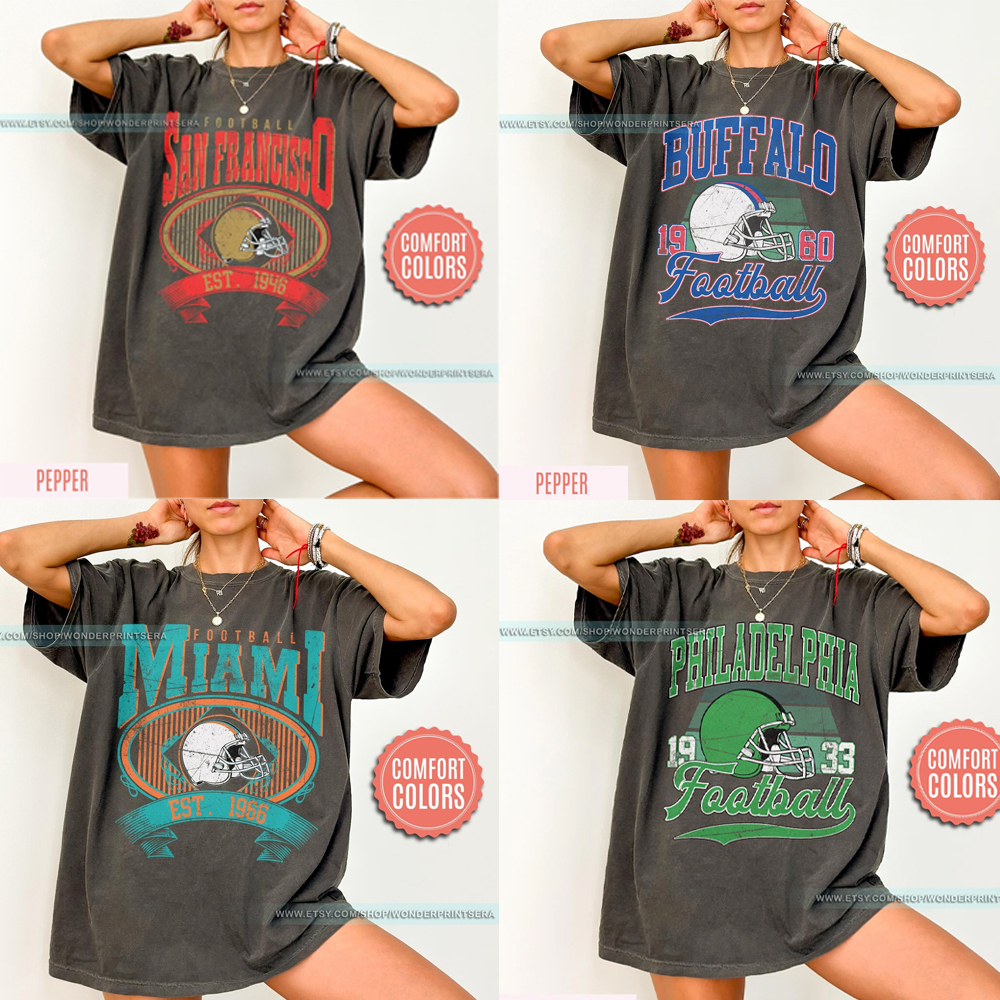 WWW.ETSY.COM/SHOP/WONDERPRINTSERA
FOOTBALL
SAN FRANCISCO
EST. 1946
COMFORT
COLORS
WWW.ETSY.COM/SHOP/WONDERPRINTSERA
PEPPER
WWW.ETSY.COM/SHOP/WONDERPRINTSERA
BUFFALO
19 60
Football
COMFORT
COLORS
WWW.ETSY.COM/SHOP/WONDERPRINTSERA
PEPPER
.COM/SHOP/WONDERPRINTSERA
FOOTBALL
MIAMI
EST. 1966
COMFORT
COLORS
WWW.ETSY.COM/SHOP/WONDERPRINTSERA
WWW.ETSY.COM/SHOP/WONDERPRINTSERA
PHILADELPHIA
19 33
Football
COMFORT
COLORS
WWW.ETSY.COM/SHOP/WONDERPRINTS